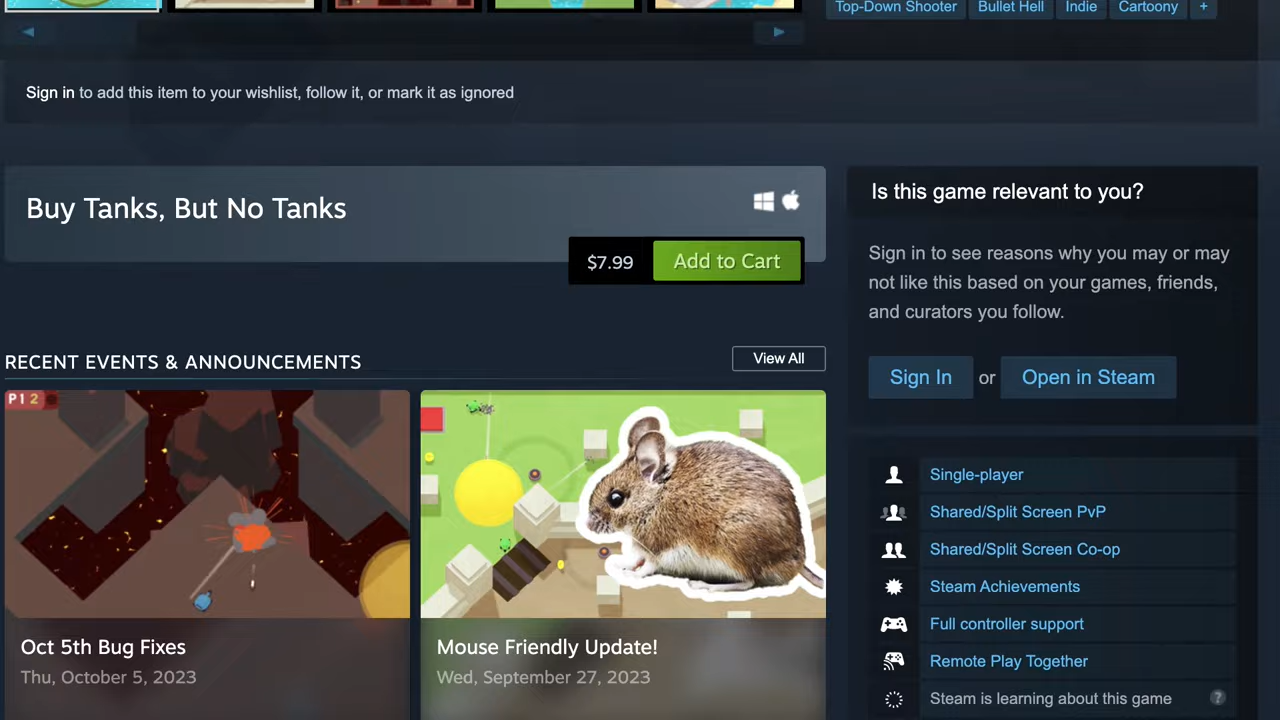 Top-Down Shooter Bullet Hell Indie Cartoony +
Sign in to add this item to your wishlist, follow it, or mark it as ignored
Buy Tanks, But No Tanks
$7.99 Add to Cart
Is this game relevant to you?
Sign in to see reasons why you may or may
not like this based on your games, friends,
and curators you follow.
Sign In or Open in Steam
RECENT EVENTS & ANNOUNCEMENTS View All
P1 2
Oct 5th Bug Fixes
Thu, October 5, 2023
Mouse Friendly Update!
Wed, September 27, 2023
Single-player
Shared/Split Screen PvP
Shared/Split Screen Co-op
Steam Achievements
Full controller support
Remote Play Together
Steam is learning about this game ?